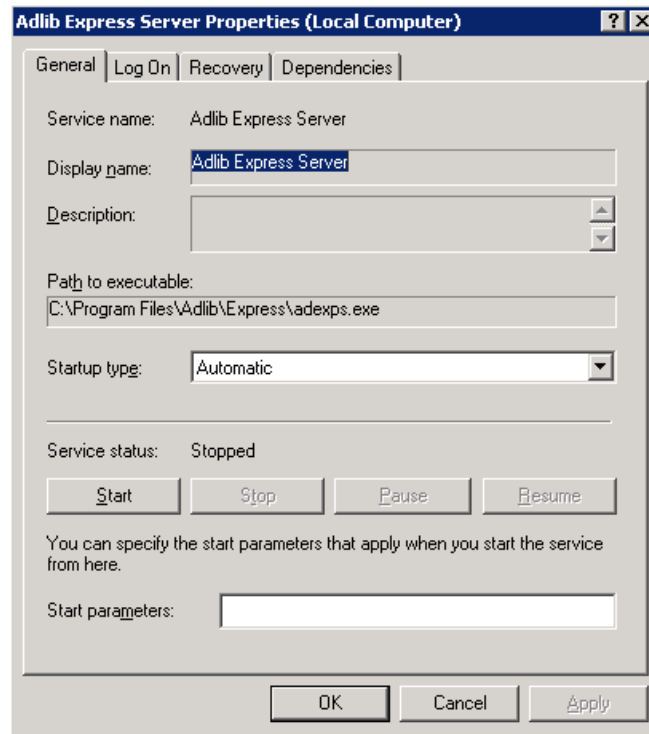 Adlib Express Server Properties (Local Computer)
General Log On Recovery Dependencies
Service name: Adlib Express Server
Display name: Adlib Express Server
Description:
Path to executable:
C:\Program Files\Adlib\Express\adexps.exe
Startup type: Automatic
Service status: Stopped
Start Stop Pause Resume
You can specify the start parameters that apply when you start the service
from here.
Start parameters:
OK Cancel Apply